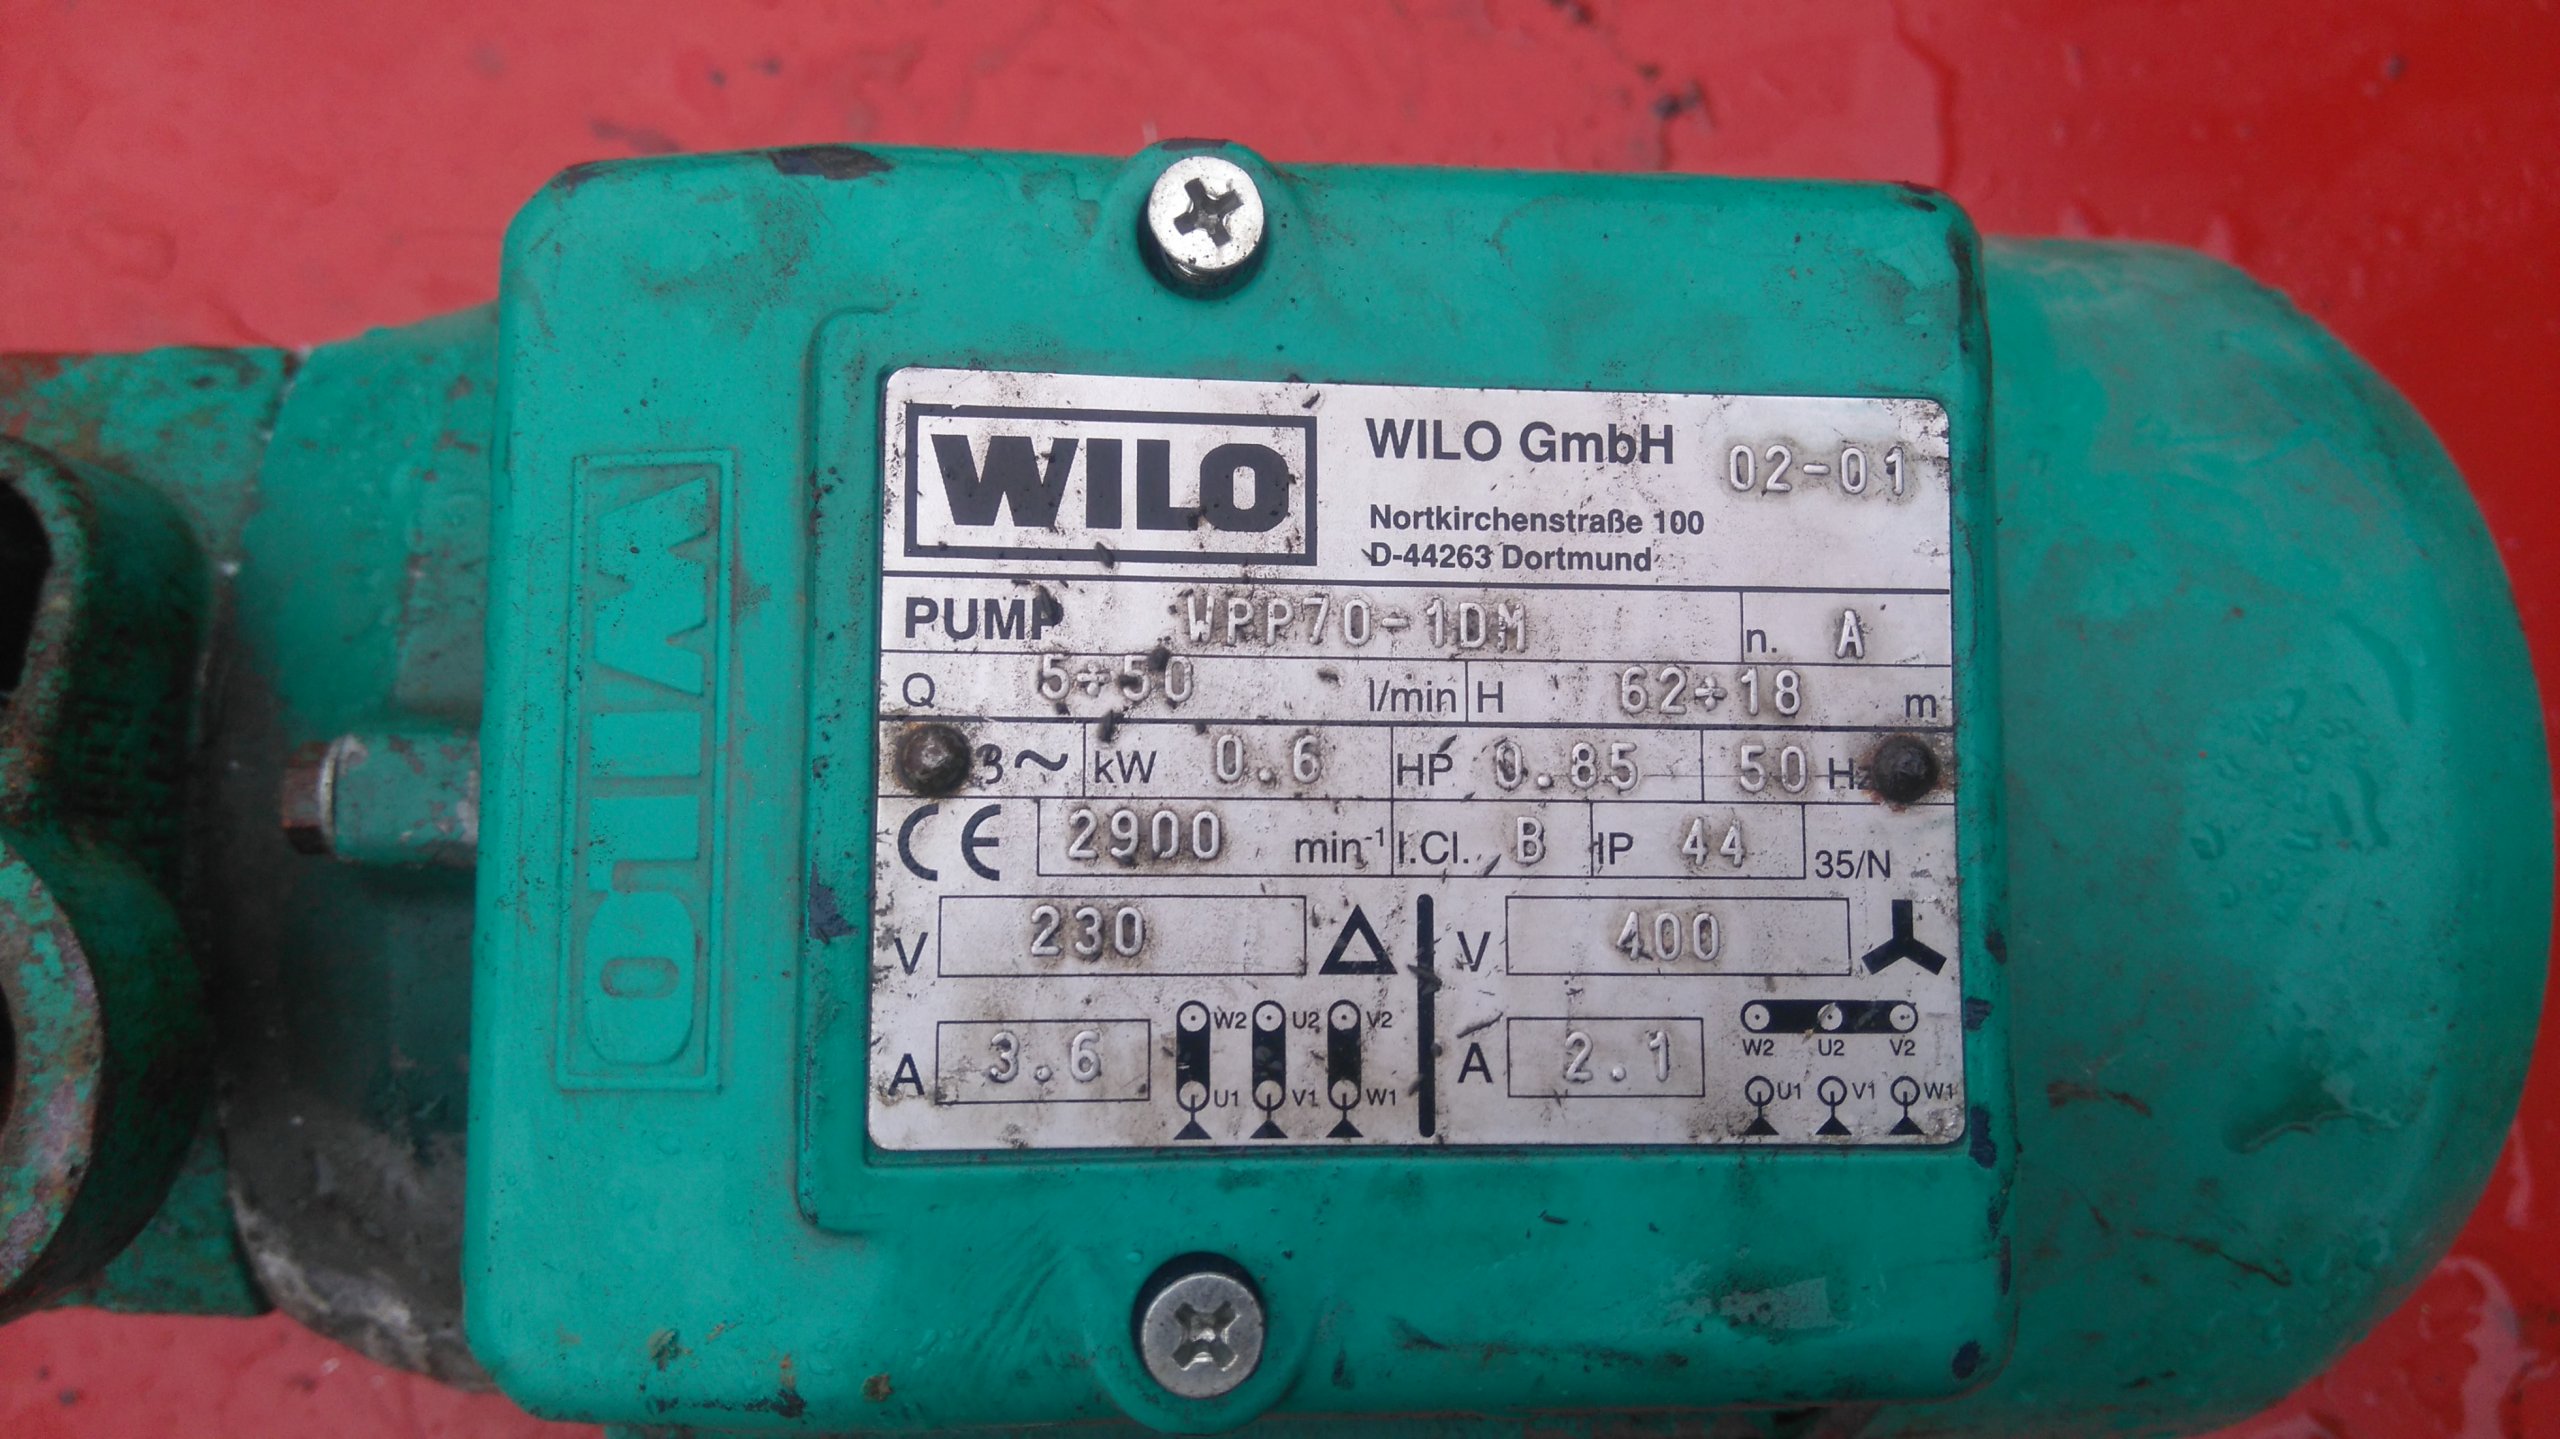 WILO
WILO
WILO GmbH 02-01
Nortkirchenstraße 100
D-44263 Dortmund
PUMP WPP70-1DM n. A
Q 5÷50 l/min H 62÷18 m
3~ kW 0.6 HP 0.85 50 Hz
CE 2900 min-1 I.Cl. B IP 44 35/N
V 230 Δ V 400
A 3.6 W2 U2 V2 A 2.1 W2 U2 V2
U1 V1 W1 U1 V1 W1